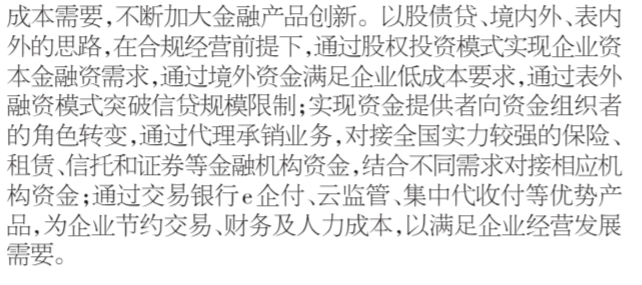 成本需要,不断加大金融产品创新。以股债贷、境内外、表内
外的思路,在合规经营前提下,通过股权投资模式实现企业资
本金融资需求,通过境外资金满足企业低成本要求,通过表外
融资模式突破信贷规模限制;实现资金提供者向资金组织者
的角色转变,通过代理承销业务,对接全国实力较强的保险、
租赁、信托和证券等金融机构资金,结合不同需求对接相应机
构资金;通过交易银行e企付、云监管、集中代收付等优势产
品,为企业节约交易、财务及人力成本,以满足企业经营发展
需要。